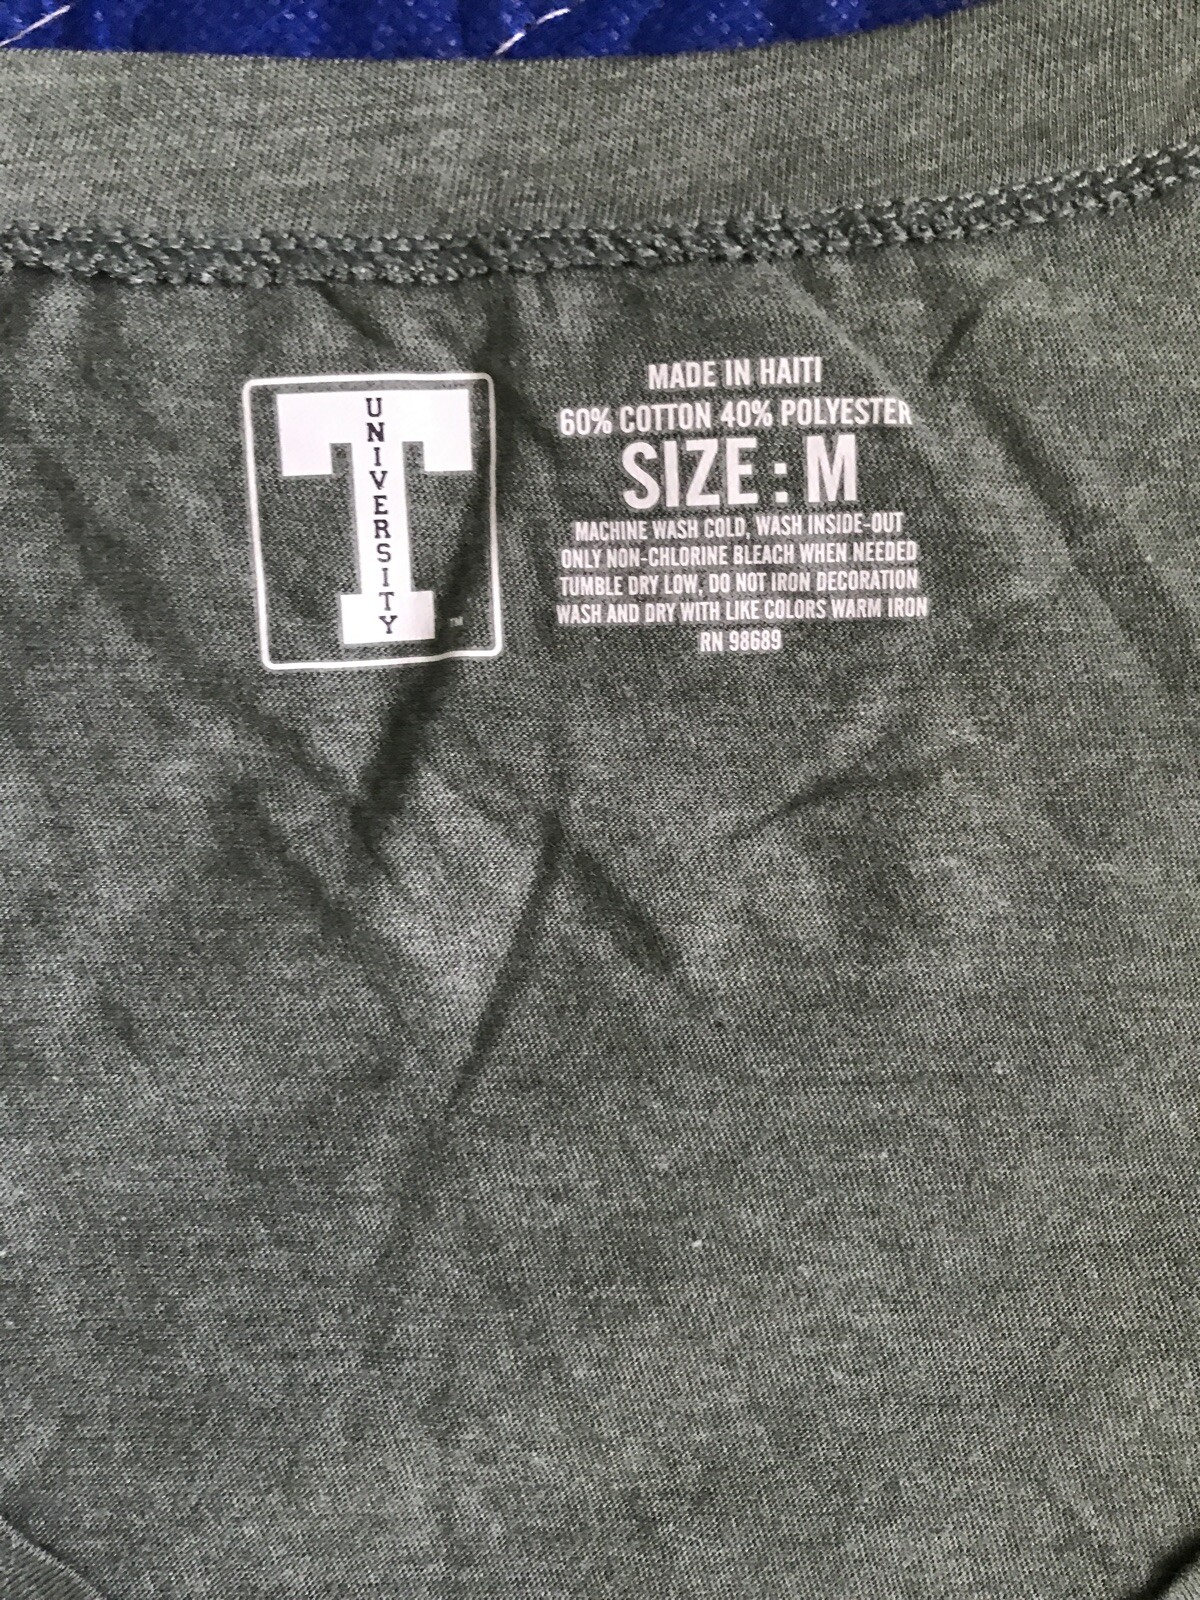 T
UNIVERSITY
™
MADE IN HAITI
60% COTTON 40% POLYESTER
SIZE : M
MACHINE WASH COLD, WASH INSIDE-OUT
ONLY NON-CHLORINE BLEACH WHEN NEEDED
TUMBLE DRY LOW, DO NOT IRON DECORATION
WASH AND DRY WITH LIKE COLORS WARM IRON
RN 98689